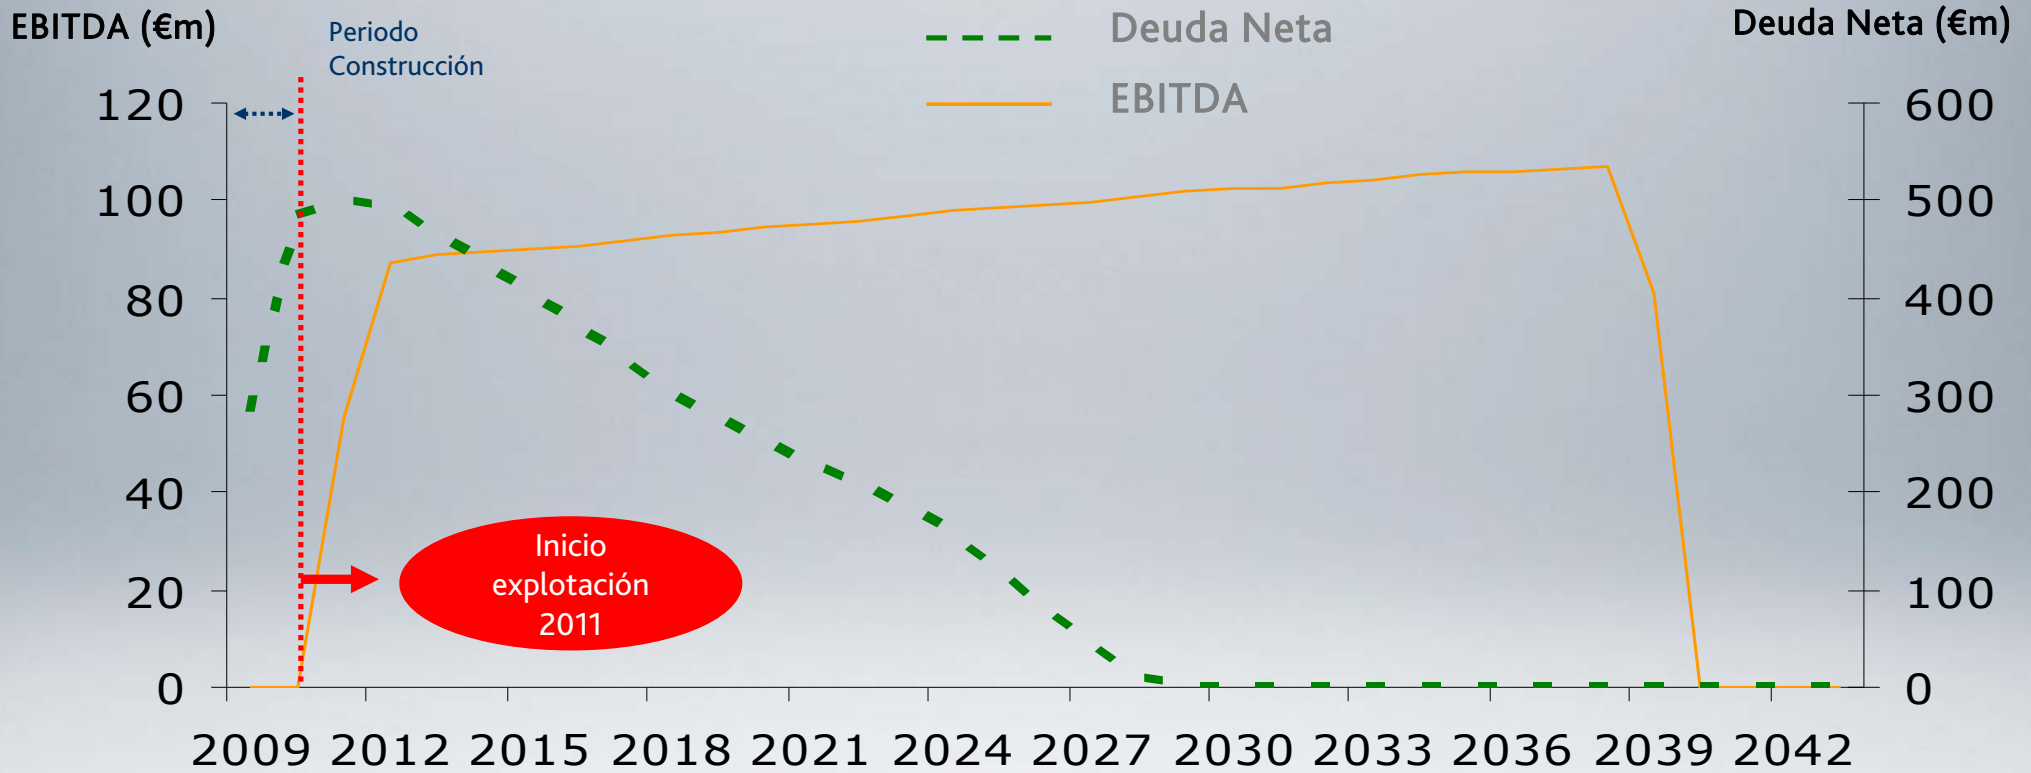 EBITDA (€m)
Periodo
Construcción
Deuda Neta
EBITDA
Deuda Neta (€m)
120
100
80
60
40
20
0
600
500
400
300
200
100
0
Inicio
explotación
2011
2009 2012 2015 2018 2021 2024 2027 2030 2033 2036 2039 2042